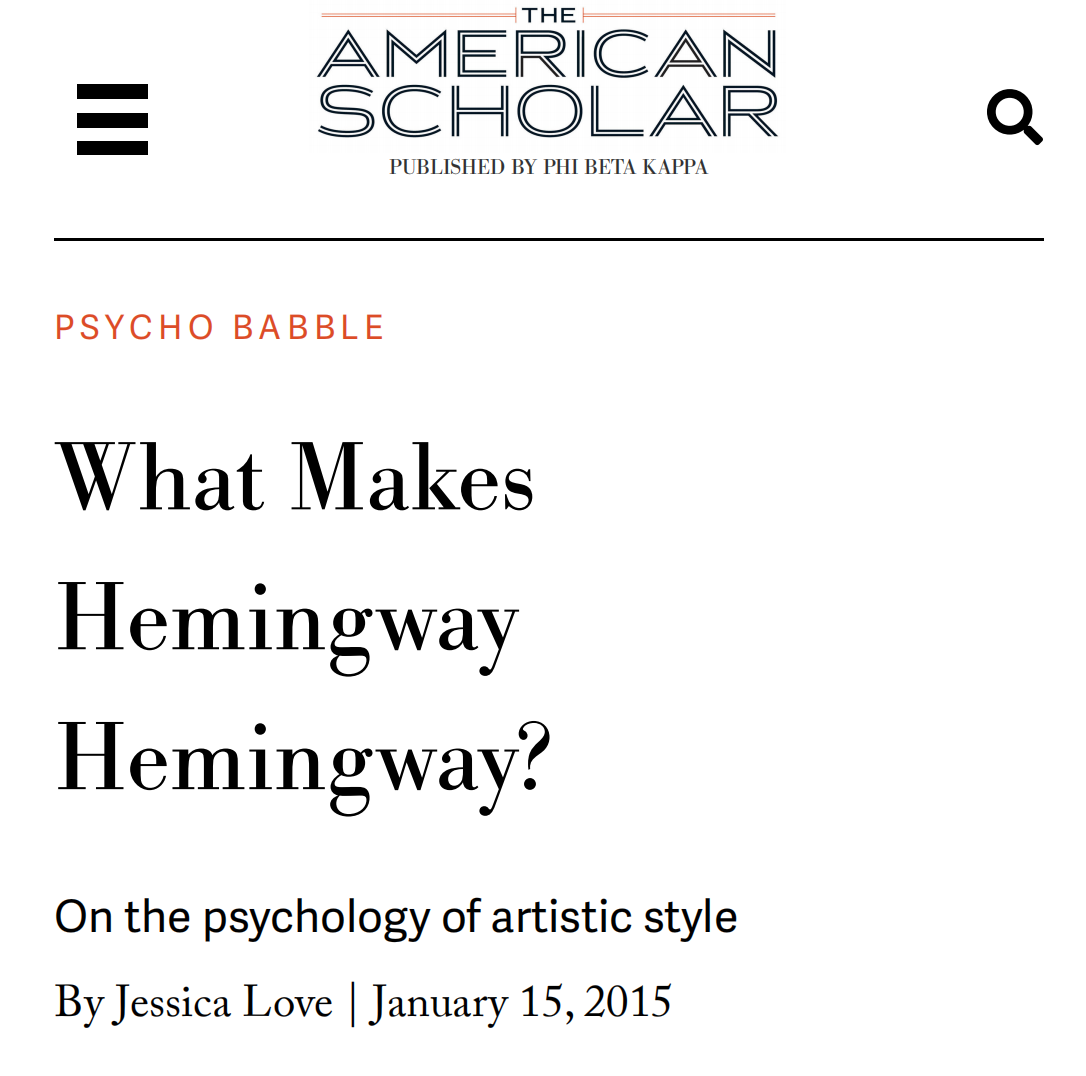 THE
AMERICAN
SCHOLAR
PUBLISHED BY PHI BETA KAPPA
PSYCHO BABBLE
What Makes
Hemingway
Hemingway?
On the psychology of artistic style
By Jessica Love | January 15, 2015